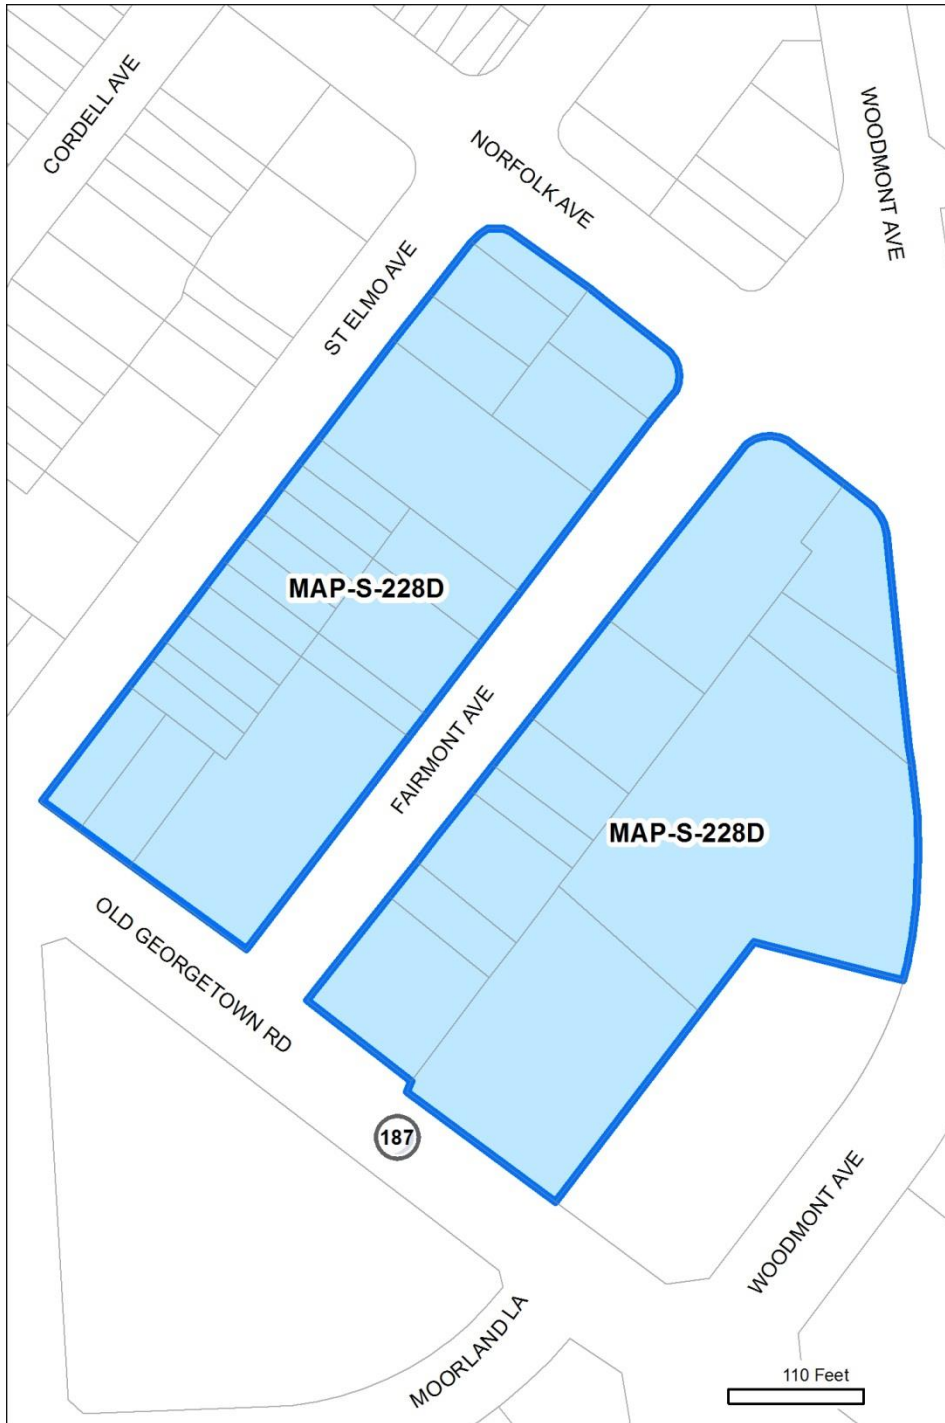 CORDELL AVE
NORFOLK AVE
WOODMONT AVE
ST ELMO AVE
MAP-S-228D
FAIRMONT AVE
MAP-S-228D
OLD GEORGETOWN RD
187
WOODMONT AVE
MOORLAND LA
110 Feet